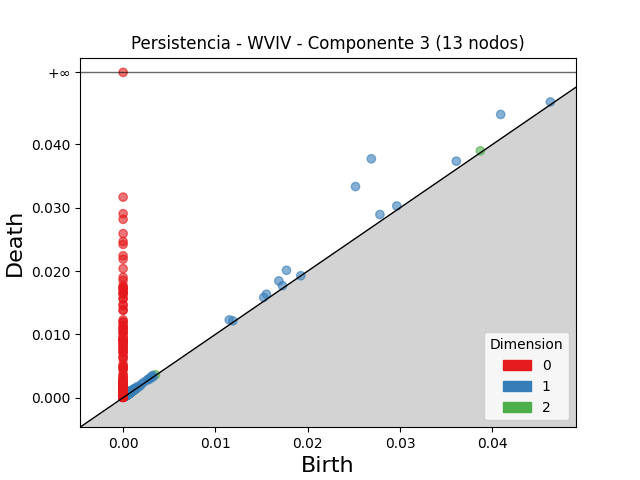 Persistencia - WVIV - Componente 3 (13 nodos)
+∞
0.040
0.030
0.020
0.010
0.000
Death
0.00 0.01 0.02 0.03 0.04
Birth
Dimension
0
1
2